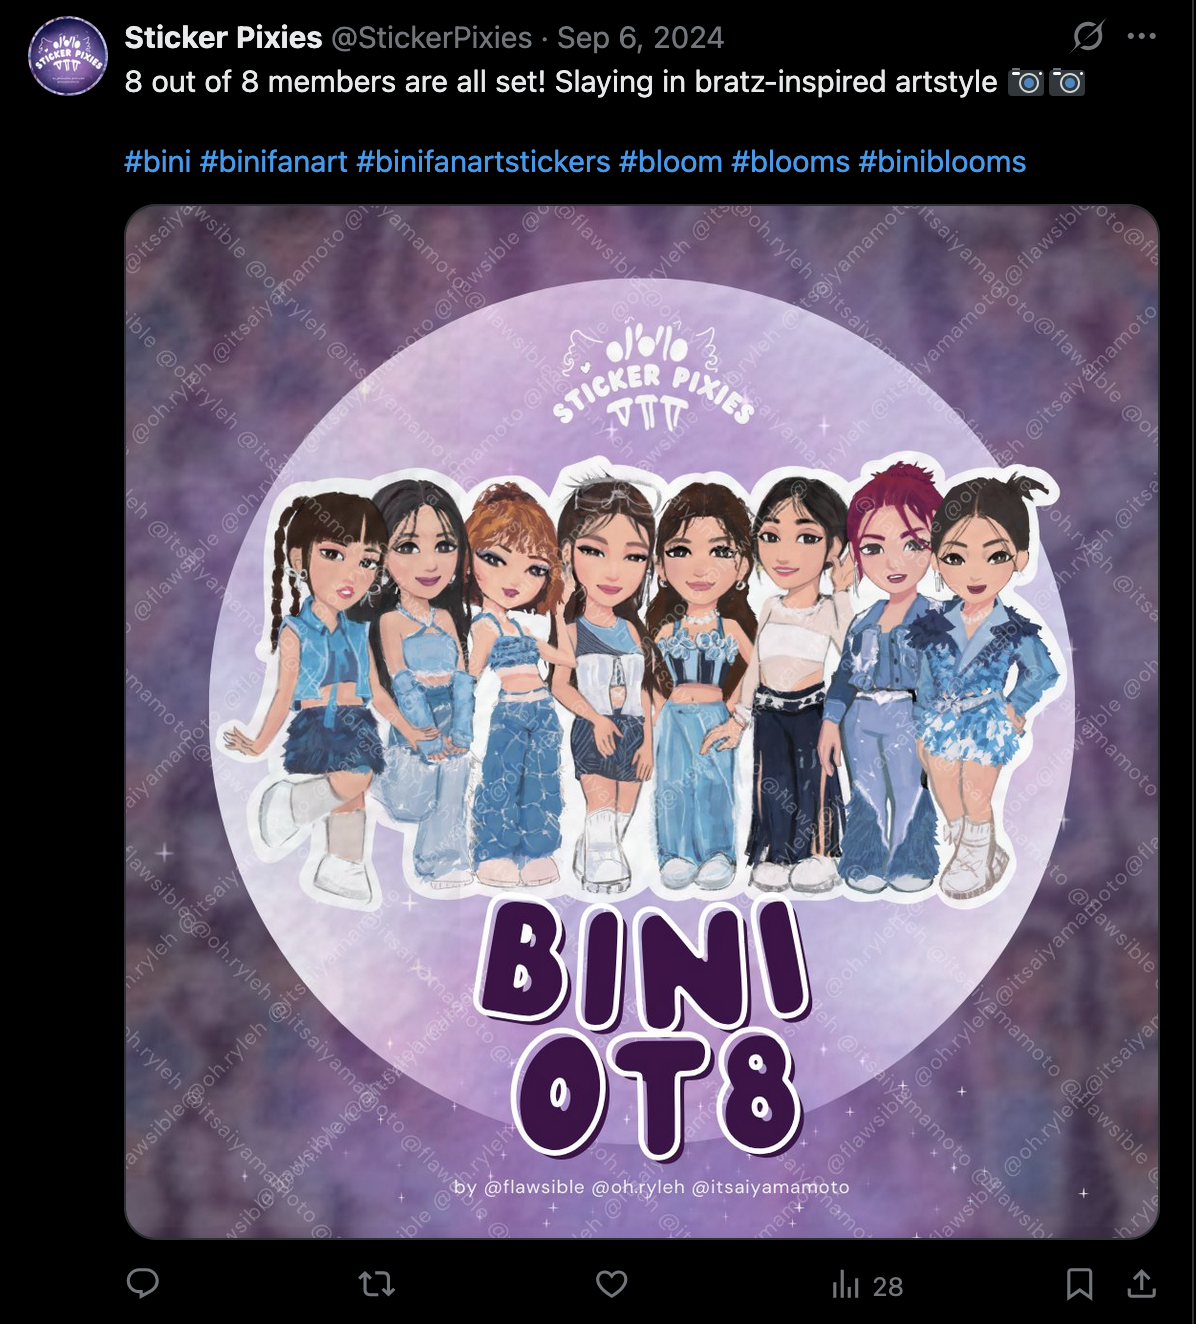 Sticker Pixies @StickerPixies · Sep 6, 2024
8 out of 8 members are all set! Slaying in bratz-inspired artstyle 📷📷
#bini #binifanart #binifanartstickers #bloom #blooms #biniblooms
STICKER PIXIES
BINI
OT8
by @flawsible @oh.ryleh @itsaiyamamoto
28